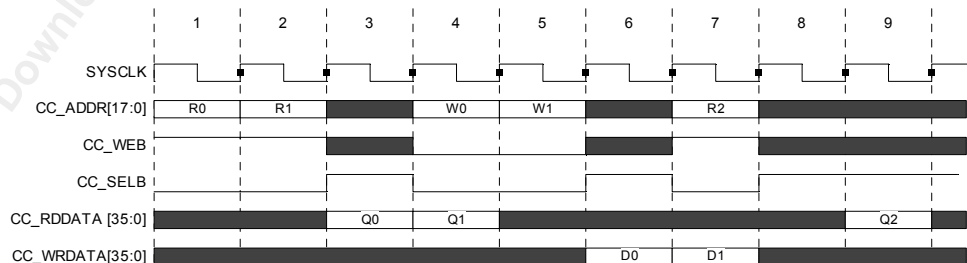 1 2 3 4 5 6 7 8 9
SYSCLK
CC_ADDR[17:0] R0 R1 W0 W1 R2
CC_WEB
CC_SELB
CC_RDDATA [35:0] Q0 Q1 Q2
CC_WRDATA[35:0] D0 D1